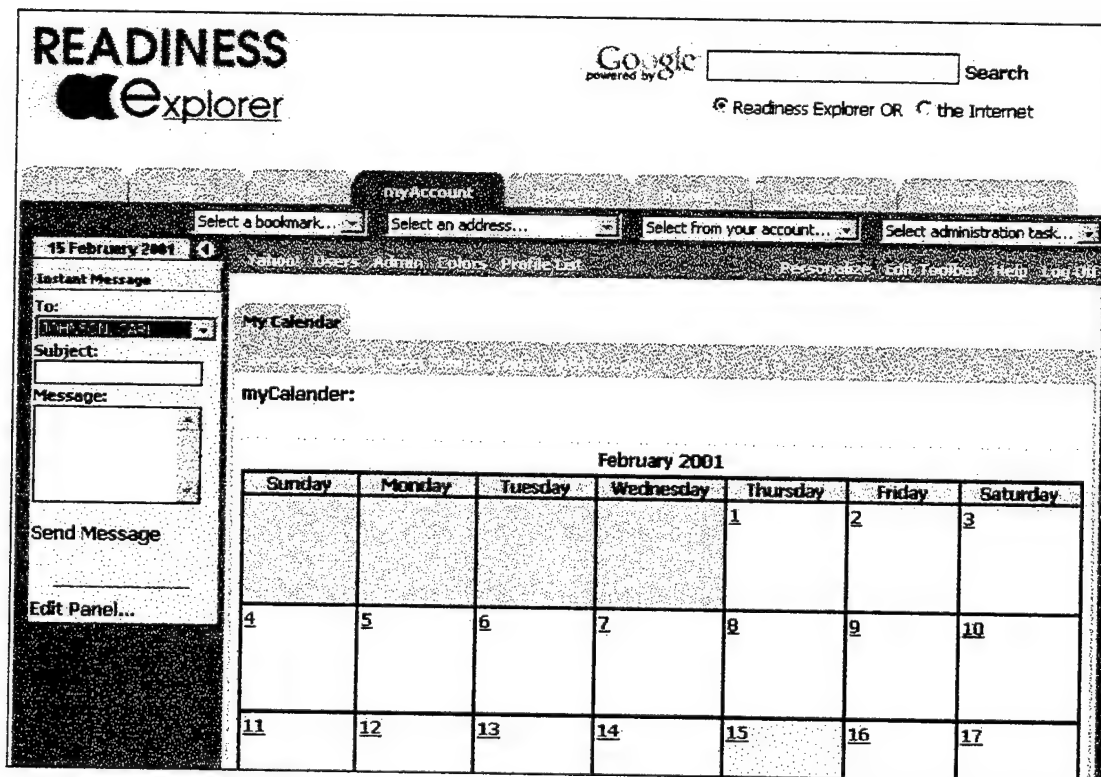 READINESS
explorer
Google
powered by
Search
Readiness Explorer OR the Internet
myAccount
Select a bookmark...
Select an address...
Select from your account...
Select administration task...
15 February 2001
Yahoo! Users Admin Colors Profile List
Personalize Edit Toolbar Help Log Off
Instant Message
To:
Subject:
Message:
Send Message
Edit Panel...
My Calendar
myCalander:
February 2001
Sunday Monday Tuesday Wednesday Thursday Friday Saturday
1 2 3
4 5 6 7 8 9 10
11 12 13 14 15 16 17